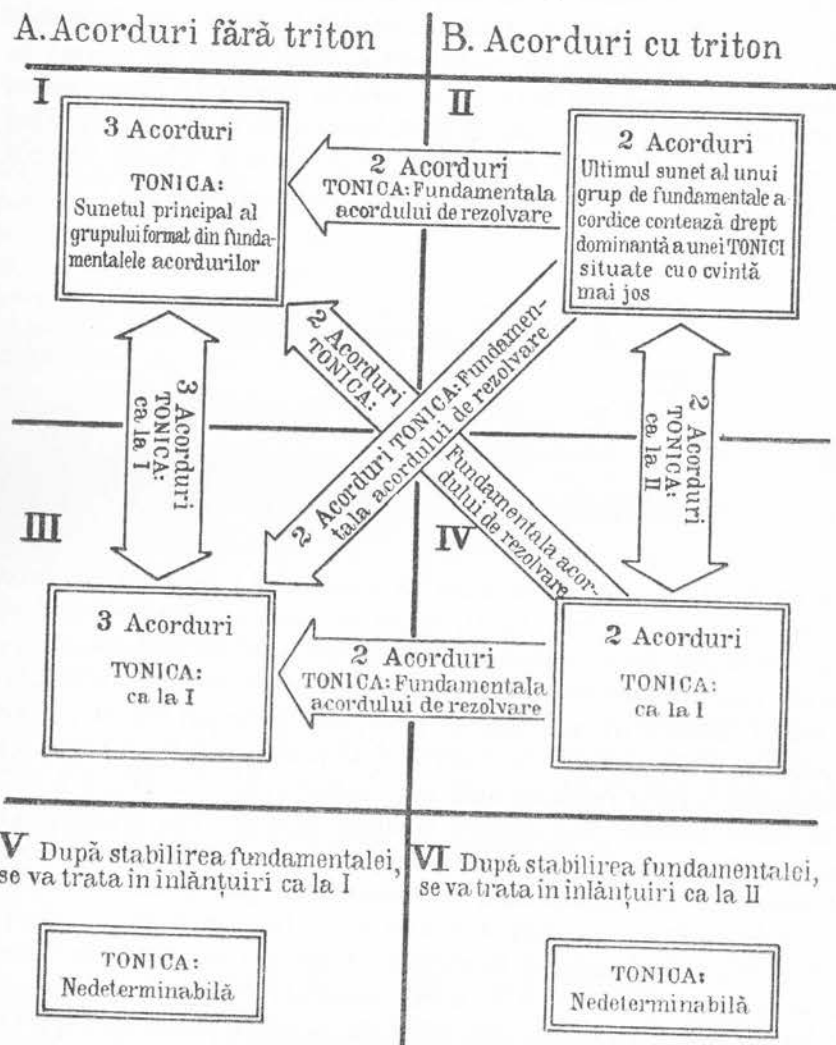 A. Acorduri fără triton
B. Acorduri cu triton
I
3 Acorduri
TONICA:
Sunetul principal al
grupului format din funda-
mentalele acordurilor
2 Acorduri
TONICA: Fundamentala
acordului de rezolvare
II
2 Acorduri
Ultimul sunet al unui
grup de fundamentale a
cordice contează drept
dominantă a unei TONICI
situate cu o cvintă
mai jos
3 Acorduri
TONICA:
ca la I
2 Acorduri
TONICA:
Fundamentala acor-
dului de rezolvare
2 Acorduri TONICA: Fundamen-
tala acordului de rezolvare
2 Acorduri
TONICA:
ca la II
III
3 Acorduri
TONICA:
ca la I
2 Acorduri
TONICA: Fundamentala
acordului de rezolvare
IV
2 Acorduri
TONICA:
ca la I
V După stabilirea fundamentalei,
se va trata in inlănţuiri ca la I
TONICA:
Nedeterminabilă
VI După stabilirea fundamentalei,
se va trata in inlănţuiri ca la II
TONICA:
Nedeterminabilă